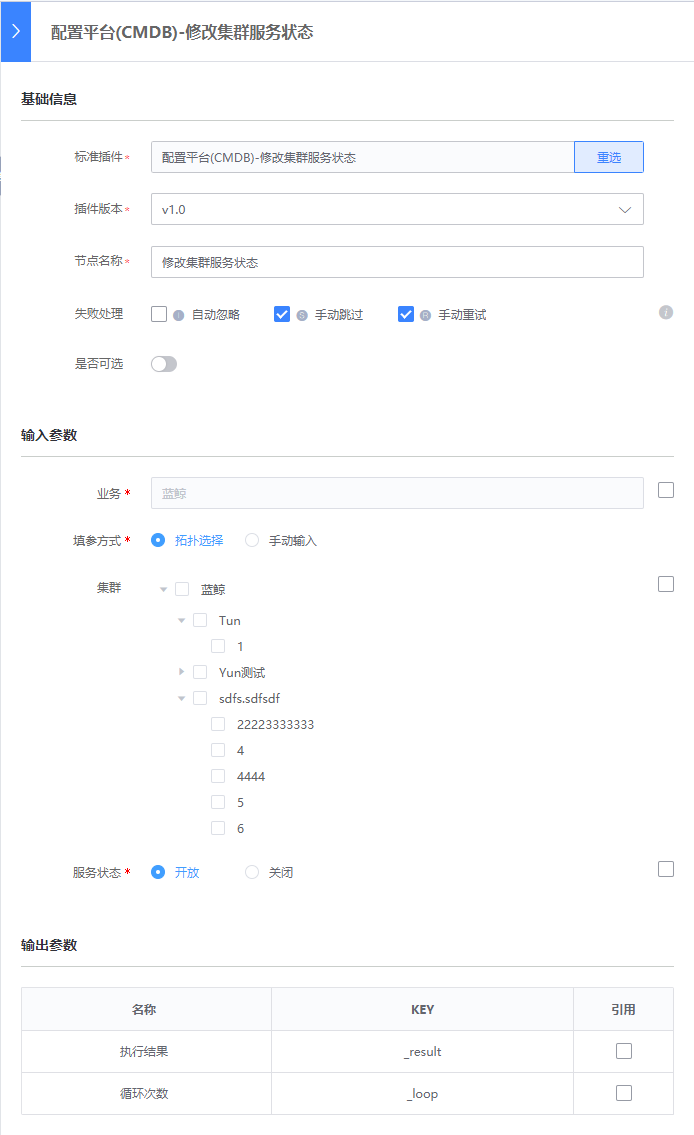 配置平台(CMDB)-修改集群服务状态
基础信息
标准插件* 配置平台(CMDB)-修改集群服务状态 重选
插件版本* v1.0
节点名称* 修改集群服务状态
失败处理 I 自动忽略 S 手动跳过 R 手动重试 i
是否可选
输入参数
业务* 蓝鲸
填参方式* 拓扑选择 手动输入
集群 蓝鲸
Tun
1
Yun测试
sdfs.sdfsdf
22223333333
4
4444
5
6
服务状态* 开放 关闭
输出参数
名称 KEY 引用
执行结果 _result
循环次数 _loop